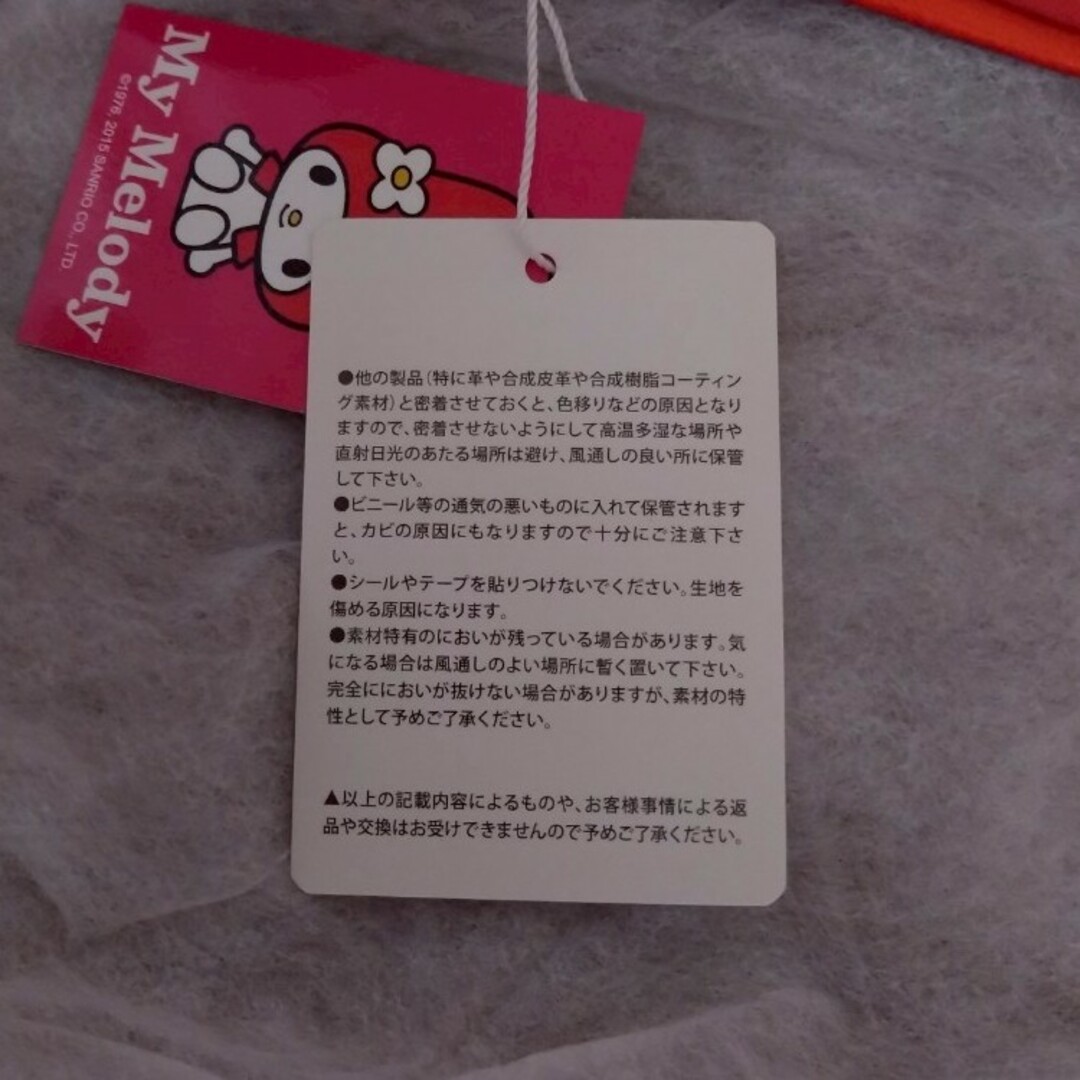 My Melody
©1976, 2015 SANRIO CO., LTD.
●他の製品(特に革や合成皮革や合成樹脂コーティン
グ素材)と密着させておくと、色移りなどの原因となり
ますので、密着させないようにして高温多湿な場所や
直射日光のあたる場所は避け、風通しの良い所に保管
して下さい。
●ビニール等の通気の悪いものに入れて保管されます
と、カビの原因にもなりますので十分にご注意下さ
い。
●シールやテープを貼りつけないでください。生地を
傷める原因になります。
●素材特有のにおいが残っている場合があります。気
になる場合は風通しのよい場所に暫く置いて下さい。
完全ににおいが抜けない場合がありますが、素材の特
性として予めご了承ください。
▲以上の記載内容によるものや、お客様事情による返
品や交換はお受けできませんので予めご了承ください。